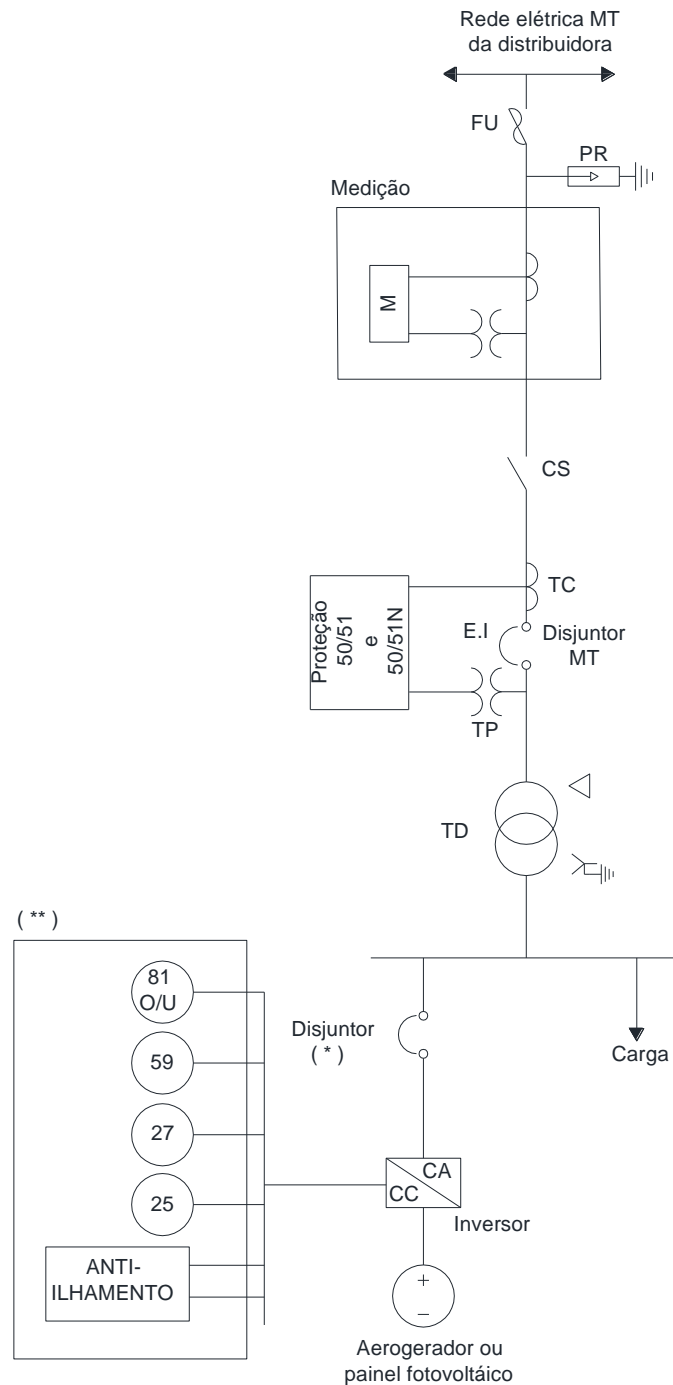 Rede elétrica MT
da distribuidora
FU
PR
Medição
M
CS
TC
Proteção
50/51
e
50/51N
E.I
Disjuntor
MT
TP
TD
( ** )
81
O/U
59
27
25
ANTI-
ILHAMENTO
Disjuntor
( * )
Carga
CA
CC
Inversor
+
−
Aerogerador ou
painel fotovoltáico